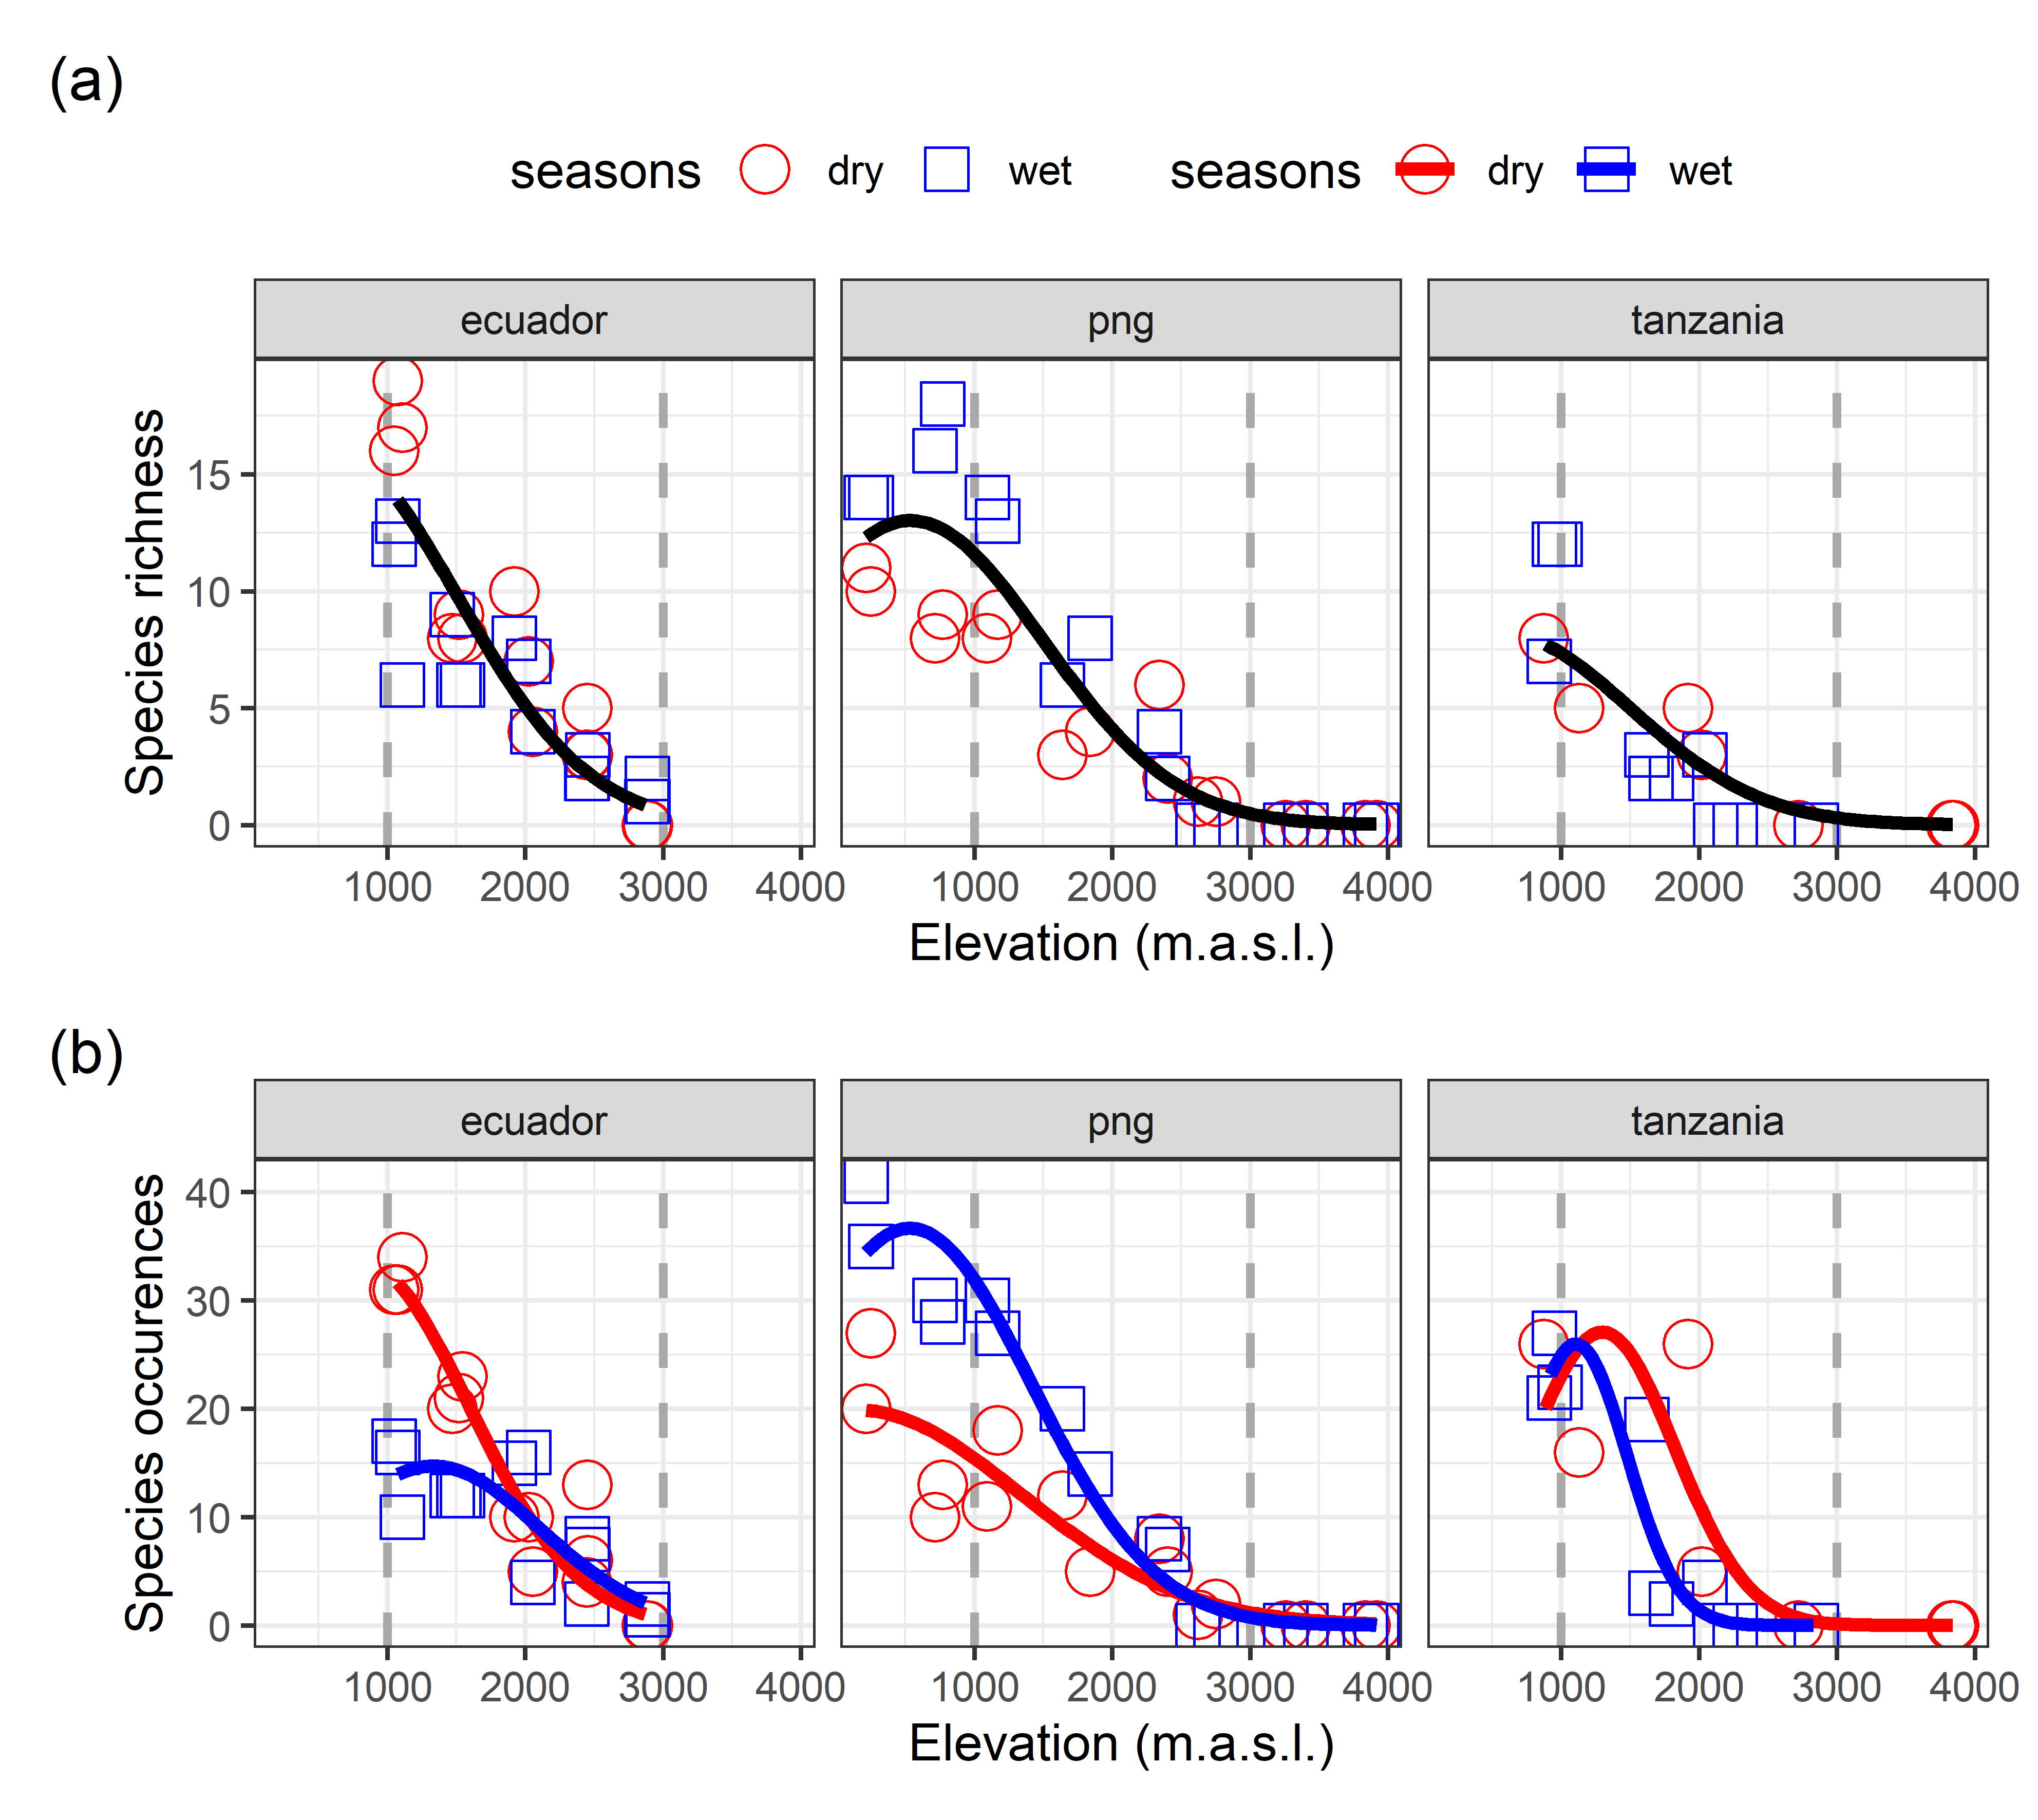 (a)
seasons dry wet seasons dry wet
ecuador png tanzania
Species richness
15
10
5
0
1000 2000 3000 4000 1000 2000 3000 4000 1000 2000 3000 4000
Elevation (m.a.s.l.)
(b)
ecuador png tanzania
Species occurences
40
30
20
10
0
1000 2000 3000 4000 1000 2000 3000 4000 1000 2000 3000 4000
Elevation (m.a.s.l.)